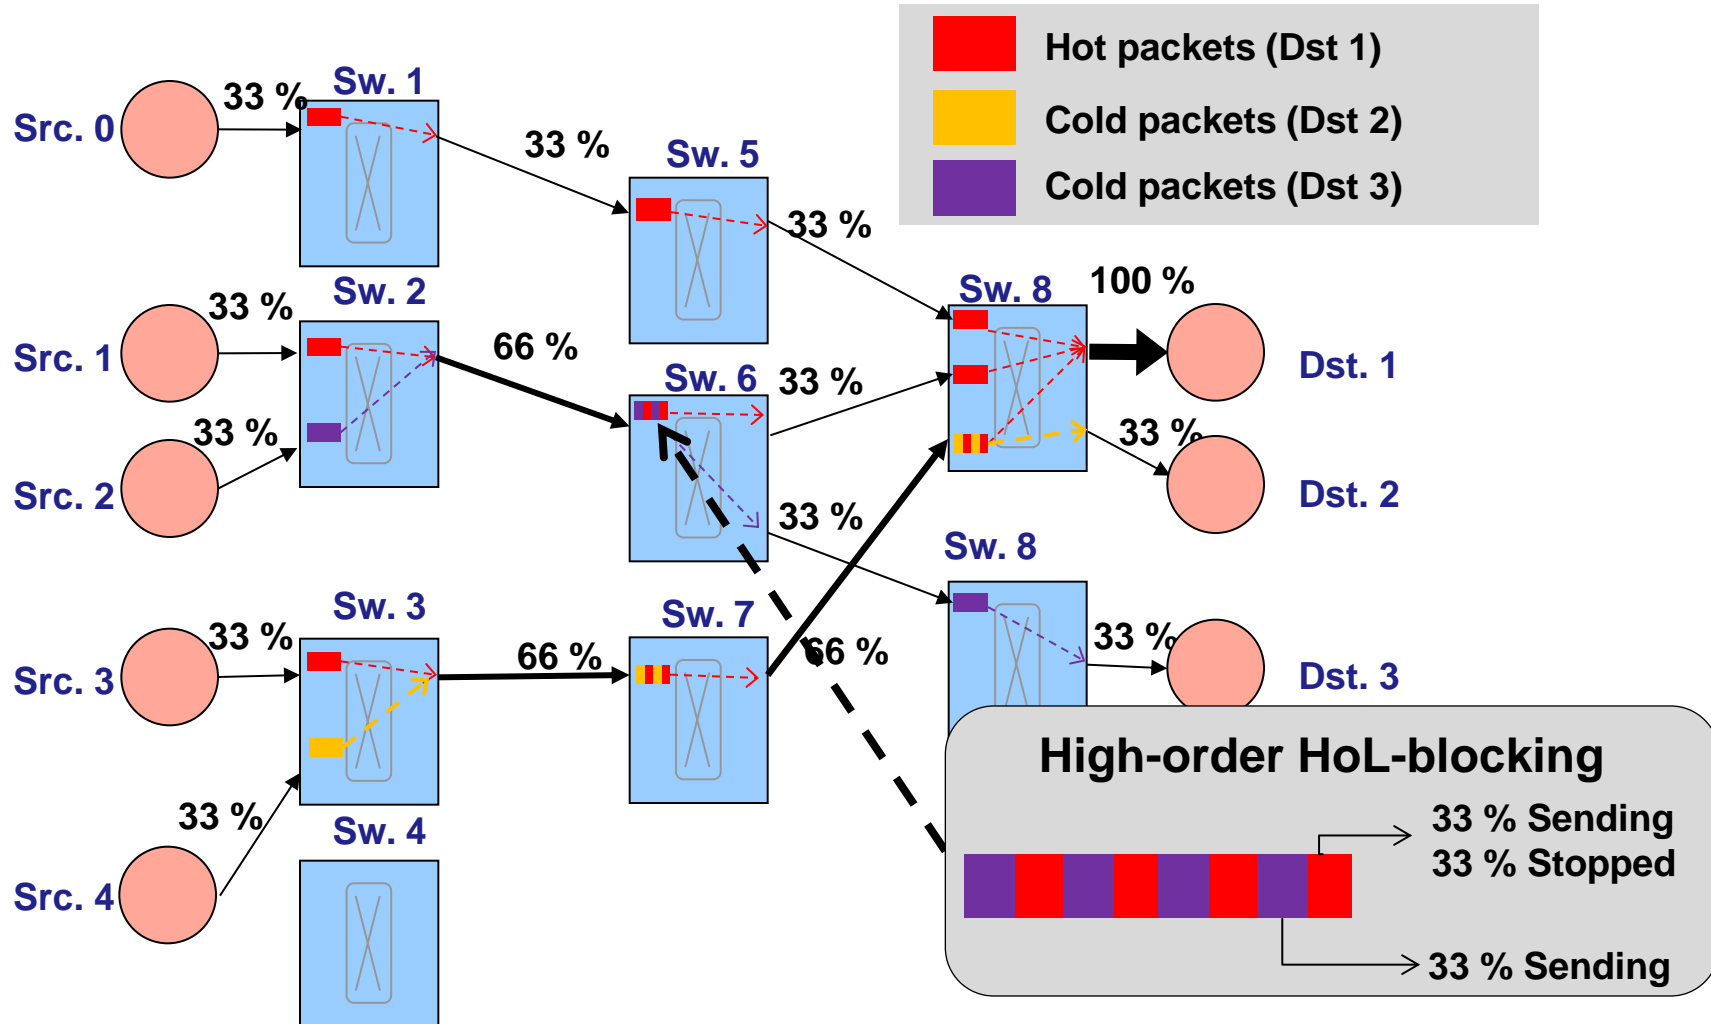 Hot packets (Dst 1)
Cold packets (Dst 2)
Cold packets (Dst 3)
Src. 0
33 %
Sw. 1
33 %
Sw. 5
33 %
Src. 1
33 %
Sw. 2
66 %
Sw. 6
33 %
Sw. 8
100 %
Dst. 1
Src. 2
33 %
33 %
33 %
Dst. 2
Sw. 8
Src. 3
33 %
Sw. 3
66 %
Sw. 7
66 %
33 %
Dst. 3
Src. 4
33 %
Sw. 4
High-order HoL-blocking
33 % Sending
33 % Stopped
33 % Sending